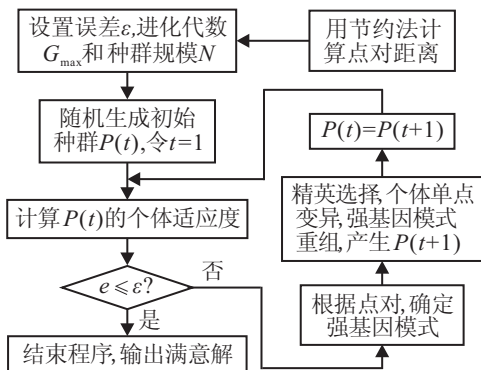 设置误差ε,进化代数
G_max和种群规模N
用节约法计
算点对距离
随机生成初始
种群P(t),令t=1
P(t)=P(t+1)
计算P(t)的个体适应度
精英选择,个体单点
变异,强基因模式
重组,产生P(t+1)
e⩽ε?
否
是
根据点对,确定
强基因模式
结束程序,输出满意解